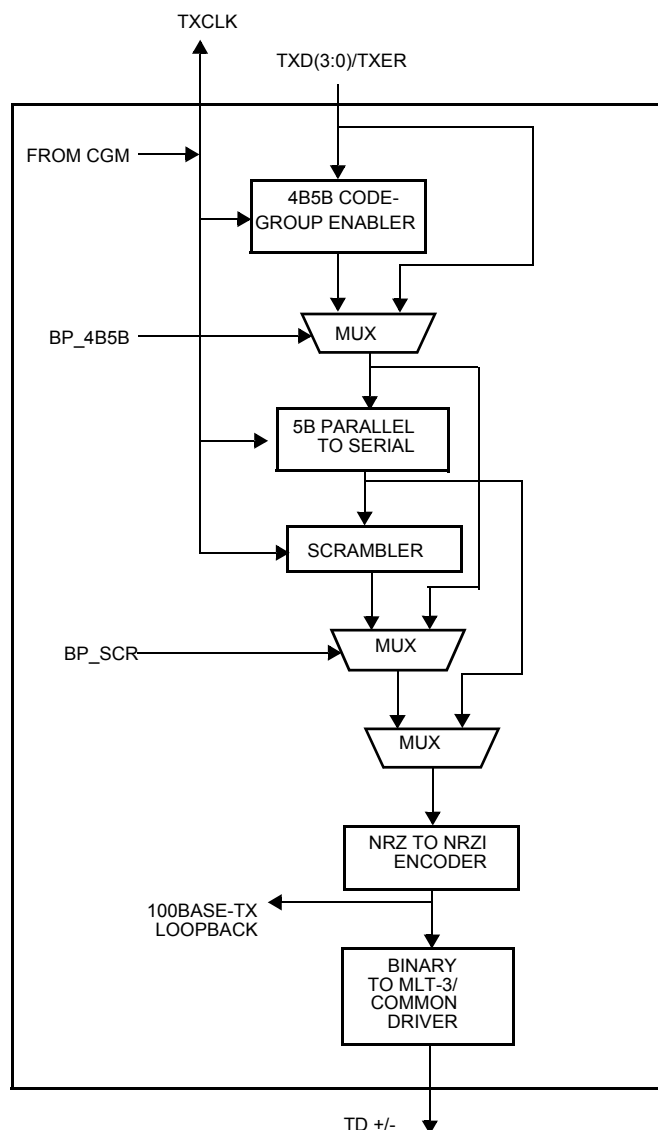 TXCLK
TXD(3:0)/TXER
FROM CGM
4B5B CODE-
GROUP ENABLER
BP_4B5B
MUX
5B PARALLEL
TO SERIAL
SCRAMBLER
BP_SCR
MUX
MUX
NRZ TO NRZI
ENCODER
100BASE-TX
LOOPBACK
BINARY
TO MLT-3/
COMMON
DRIVER
TD +/-